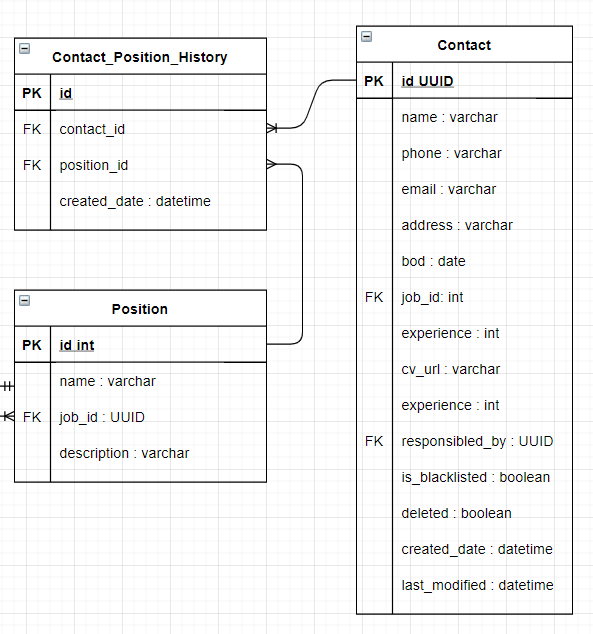 Contact_Position_History
PK id
FK contact_id
FK position_id
created_date : datetime
Position
PK id int
name : varchar
FK job_id : UUID
description : varchar
Contact
PK id UUID
name : varchar
phone : varchar
email : varchar
address : varchar
bod : date
FK job_id: int
experience : int
cv_url : varchar
experience : int
FK responsibled_by : UUID
is_blacklisted : boolean
deleted : boolean
created_date : datetime
last_modified : datetime